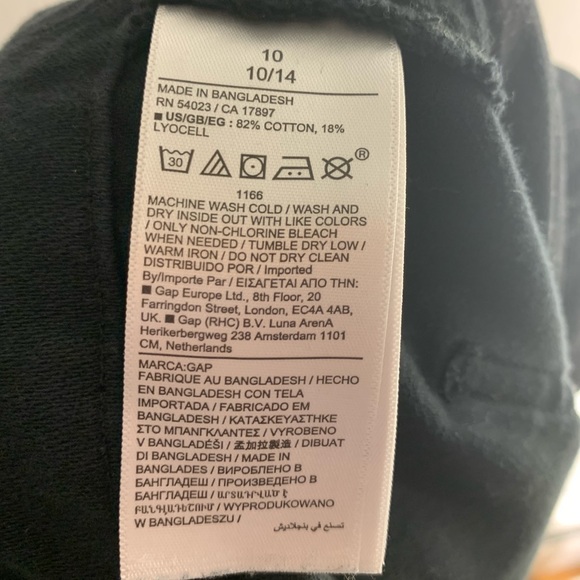 10
10/14
MADE IN BANGLADESH
RN 54023 / CA 17897
■ US/GB/EG : 82% COTTON, 18%
LYOCELL
30
®
1166
MACHINE WASH COLD / WASH AND
DRY INSIDE OUT WITH LIKE COLORS
/ ONLY NON-CHLORINE BLEACH
WHEN NEEDED / TUMBLE DRY LOW /
WARM IRON / DO NOT DRY CLEAN
DISTRIBUIDO POR / Imported
By/Importe Par / ΕΙΣΑΓΕΤΑΙ ΑΠΟ ΤΗΝ:
■ Gap Europe Ltd., 8th Floor, 20
Farringdon Street, London, EC4A 4AB,
UK. ■ Gap (RHC) B.V. Luna ArenA
Herikerbergweg 238 Amsterdam 1101
CM, Netherlands
MARCA:GAP
FABRIQUE AU BANGLADESH / HECHO
EN BANGLADESH CON TELA
IMPORTADA / FABRICADO EM
BANGLADESH / ΚΑΤΑΣΚΕΥΑΣΤΗΚΕ
ΣΤΟ ΜΠΑΝΓΚΛΑΝΤΕΣ / VYROBENO
V BANGLADÉŠI / 孟加拉製造 / DIBUAT
DI BANGLADESH / MADE IN
BANGLADES / ВИРОБЛЕНО В
БАНГЛАДЕШ / ПРОИЗВЕДЕНО В
БАНГЛАДЕШ / ԱՐՏԱԴՐՎԱԾ Է
ԲԱՆԳԼԱԴԵՇՈՒՄ / WYPRODUKOWANO
W BANGLADESZU / تصنع في بنجلاديش